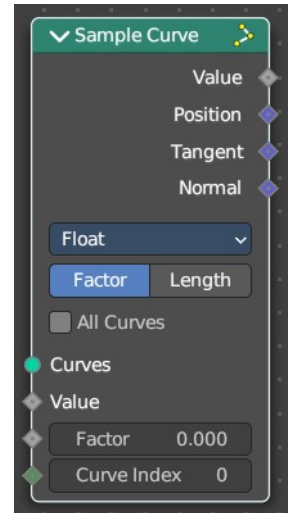 Sample Curve
Value
Position
Tangent
Normal
Float
Factor Length
All Curves
Curves
Value
Factor 0.000
Curve Index 0